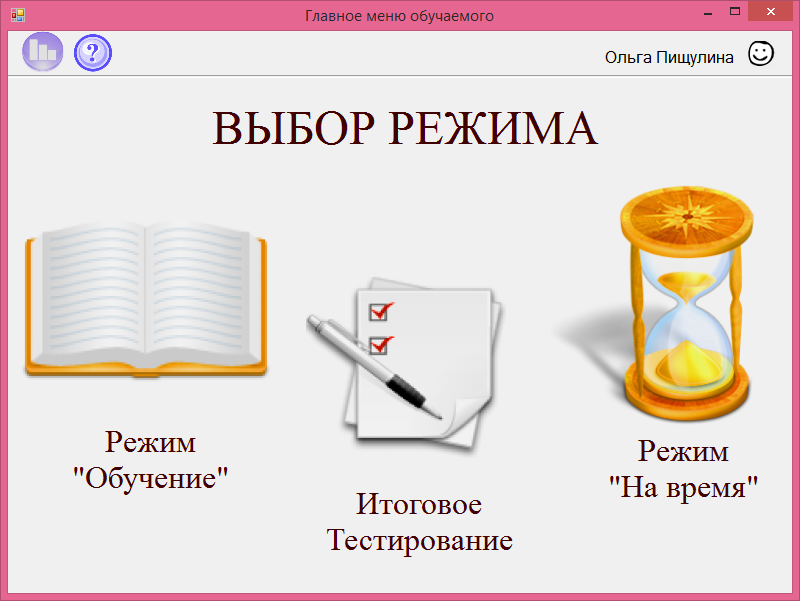 Главное меню обучаемого
?
Ольга Пищулина
ВЫБОР РЕЖИМА
Режим
"Обучение"
Итоговое
Тестирование
Режим
"На время"